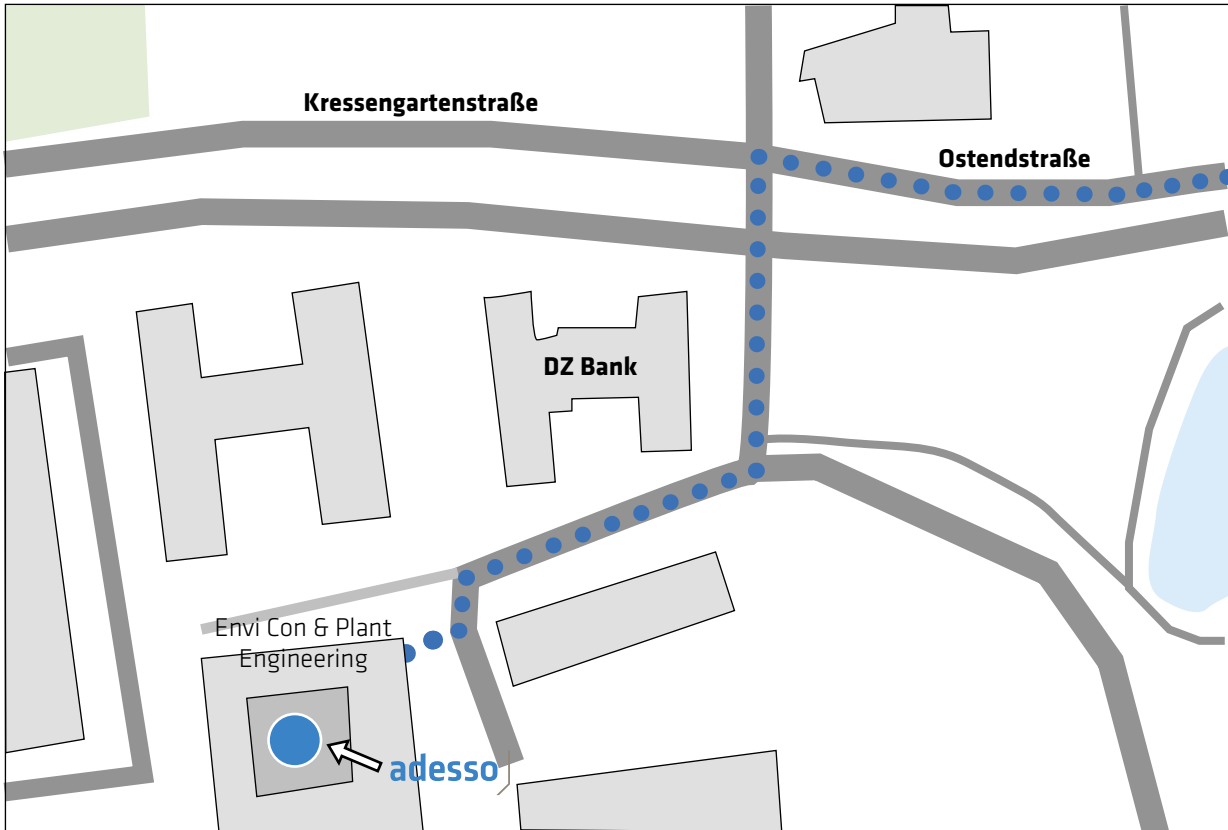 Kressengartenstraße
Ostendstraße
DZ Bank
Envi Con & Plant
Engineering
adesso